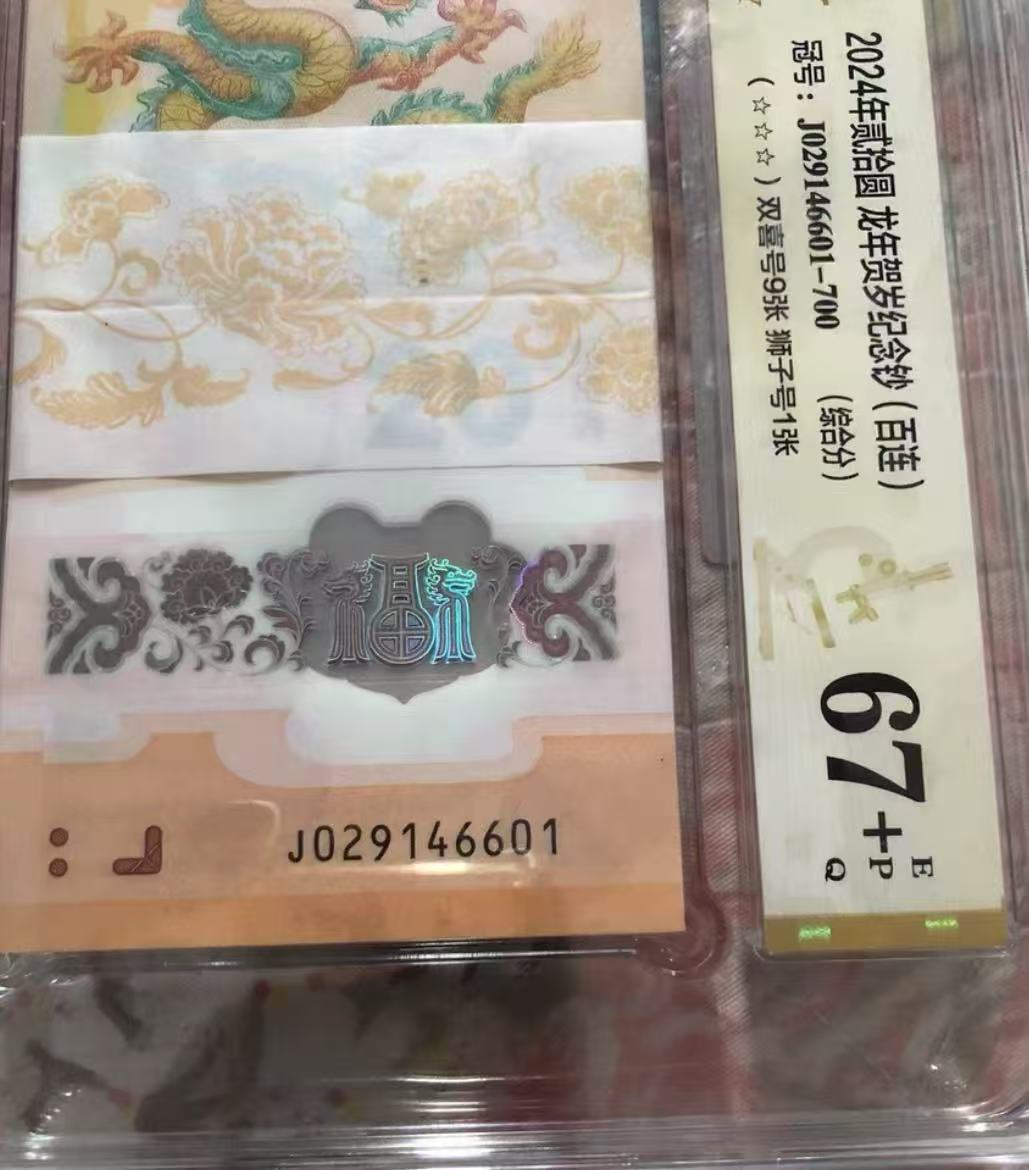 2024年贰拾圆 龙年贺岁纪念钞（百连）
冠号：J029146601-700 （综合分）
（☆☆☆）双喜号9张 狮子号1张
67+
E
P
Q
J029146601